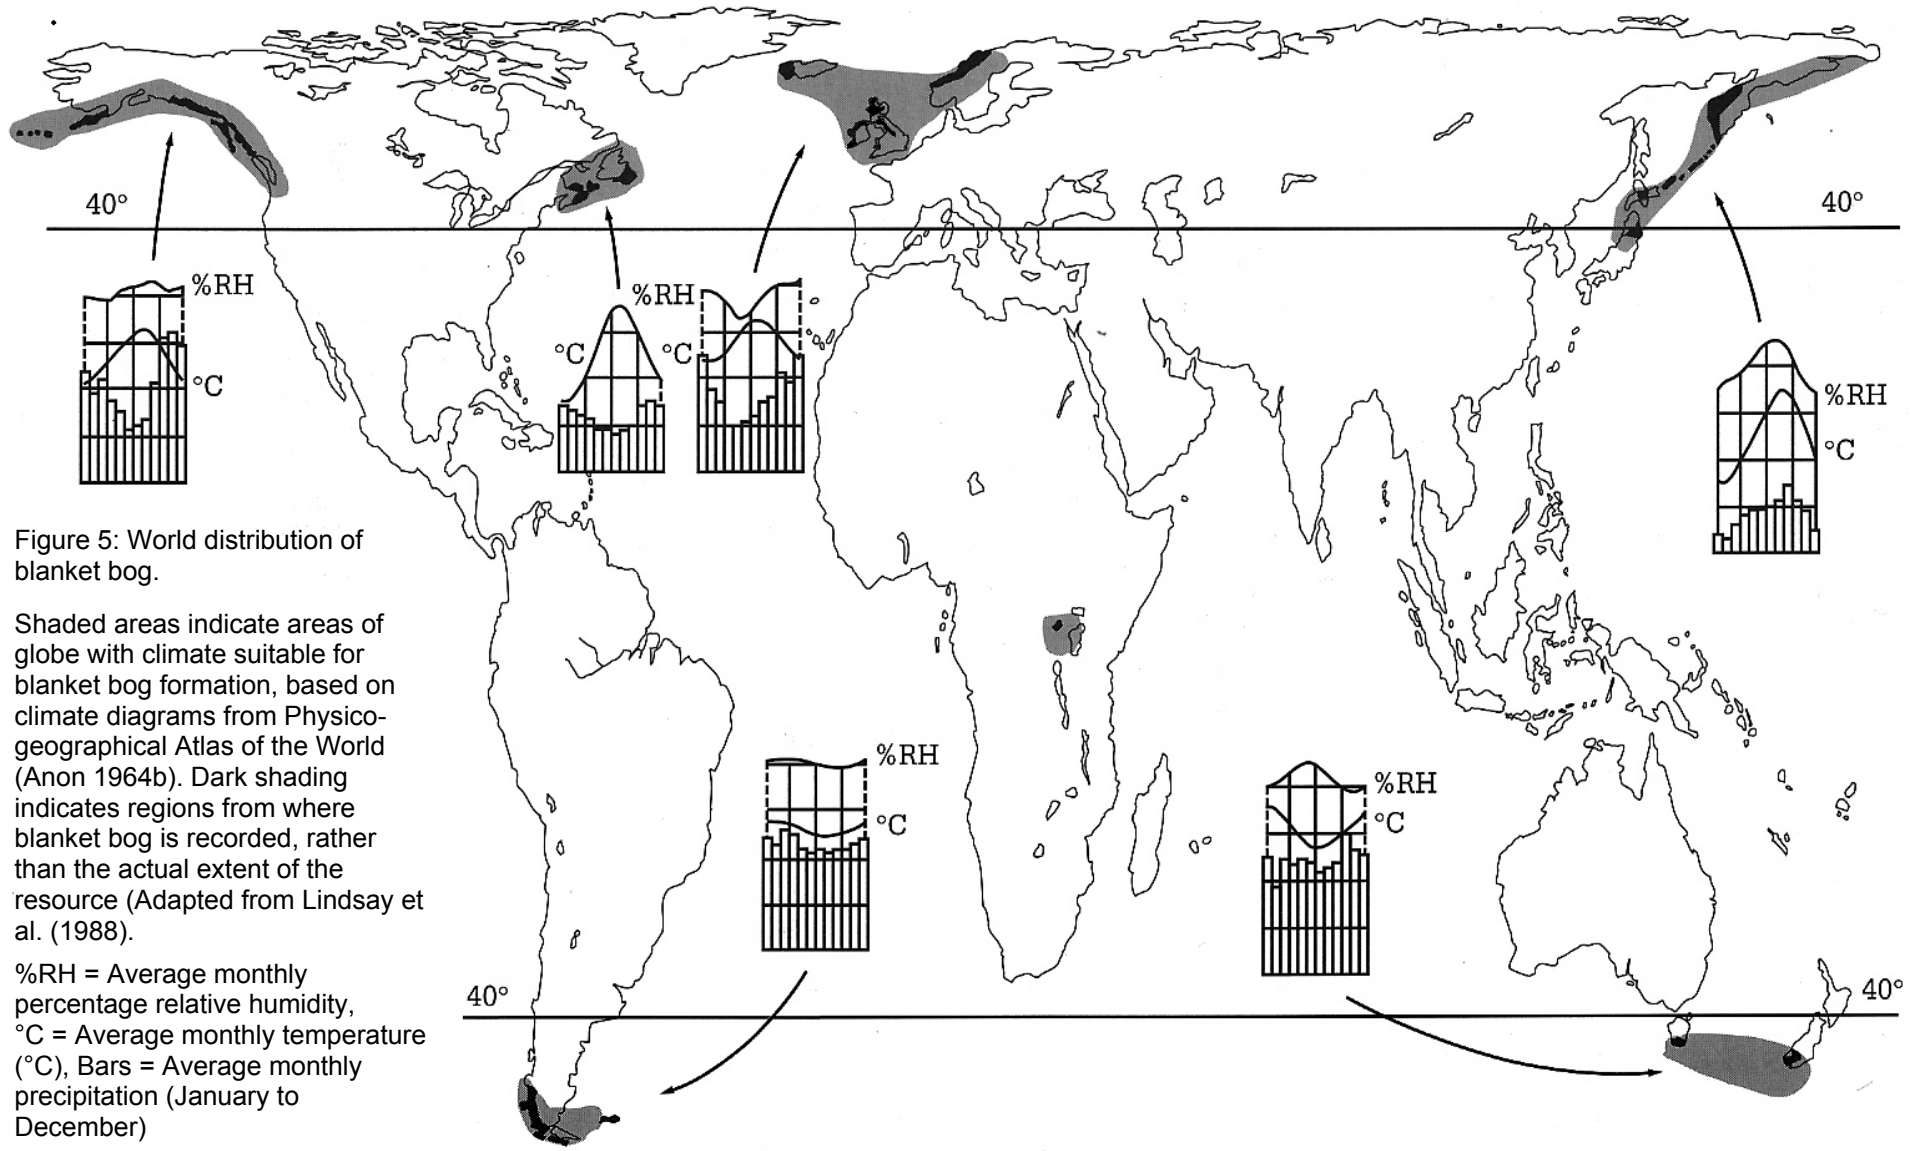 40°
40°
%RH
°C
%RH
°C
%RH
°C
%RH
°C
Figure 5: World distribution of
blanket bog.
Shaded areas indicate areas of
globe with climate suitable for
blanket bog formation, based on
climate diagrams from Physico-
geographical Atlas of the World
(Anon 1964b). Dark shading
indicates regions from where
blanket bog is recorded, rather
than the actual extent of the
resource (Adapted from Lindsay et
al. (1988).
%RH = Average monthly
percentage relative humidity,
°C = Average monthly temperature
(°C), Bars = Average monthly
precipitation (January to
December)
%RH
°C
%RH
°C
40°
40°